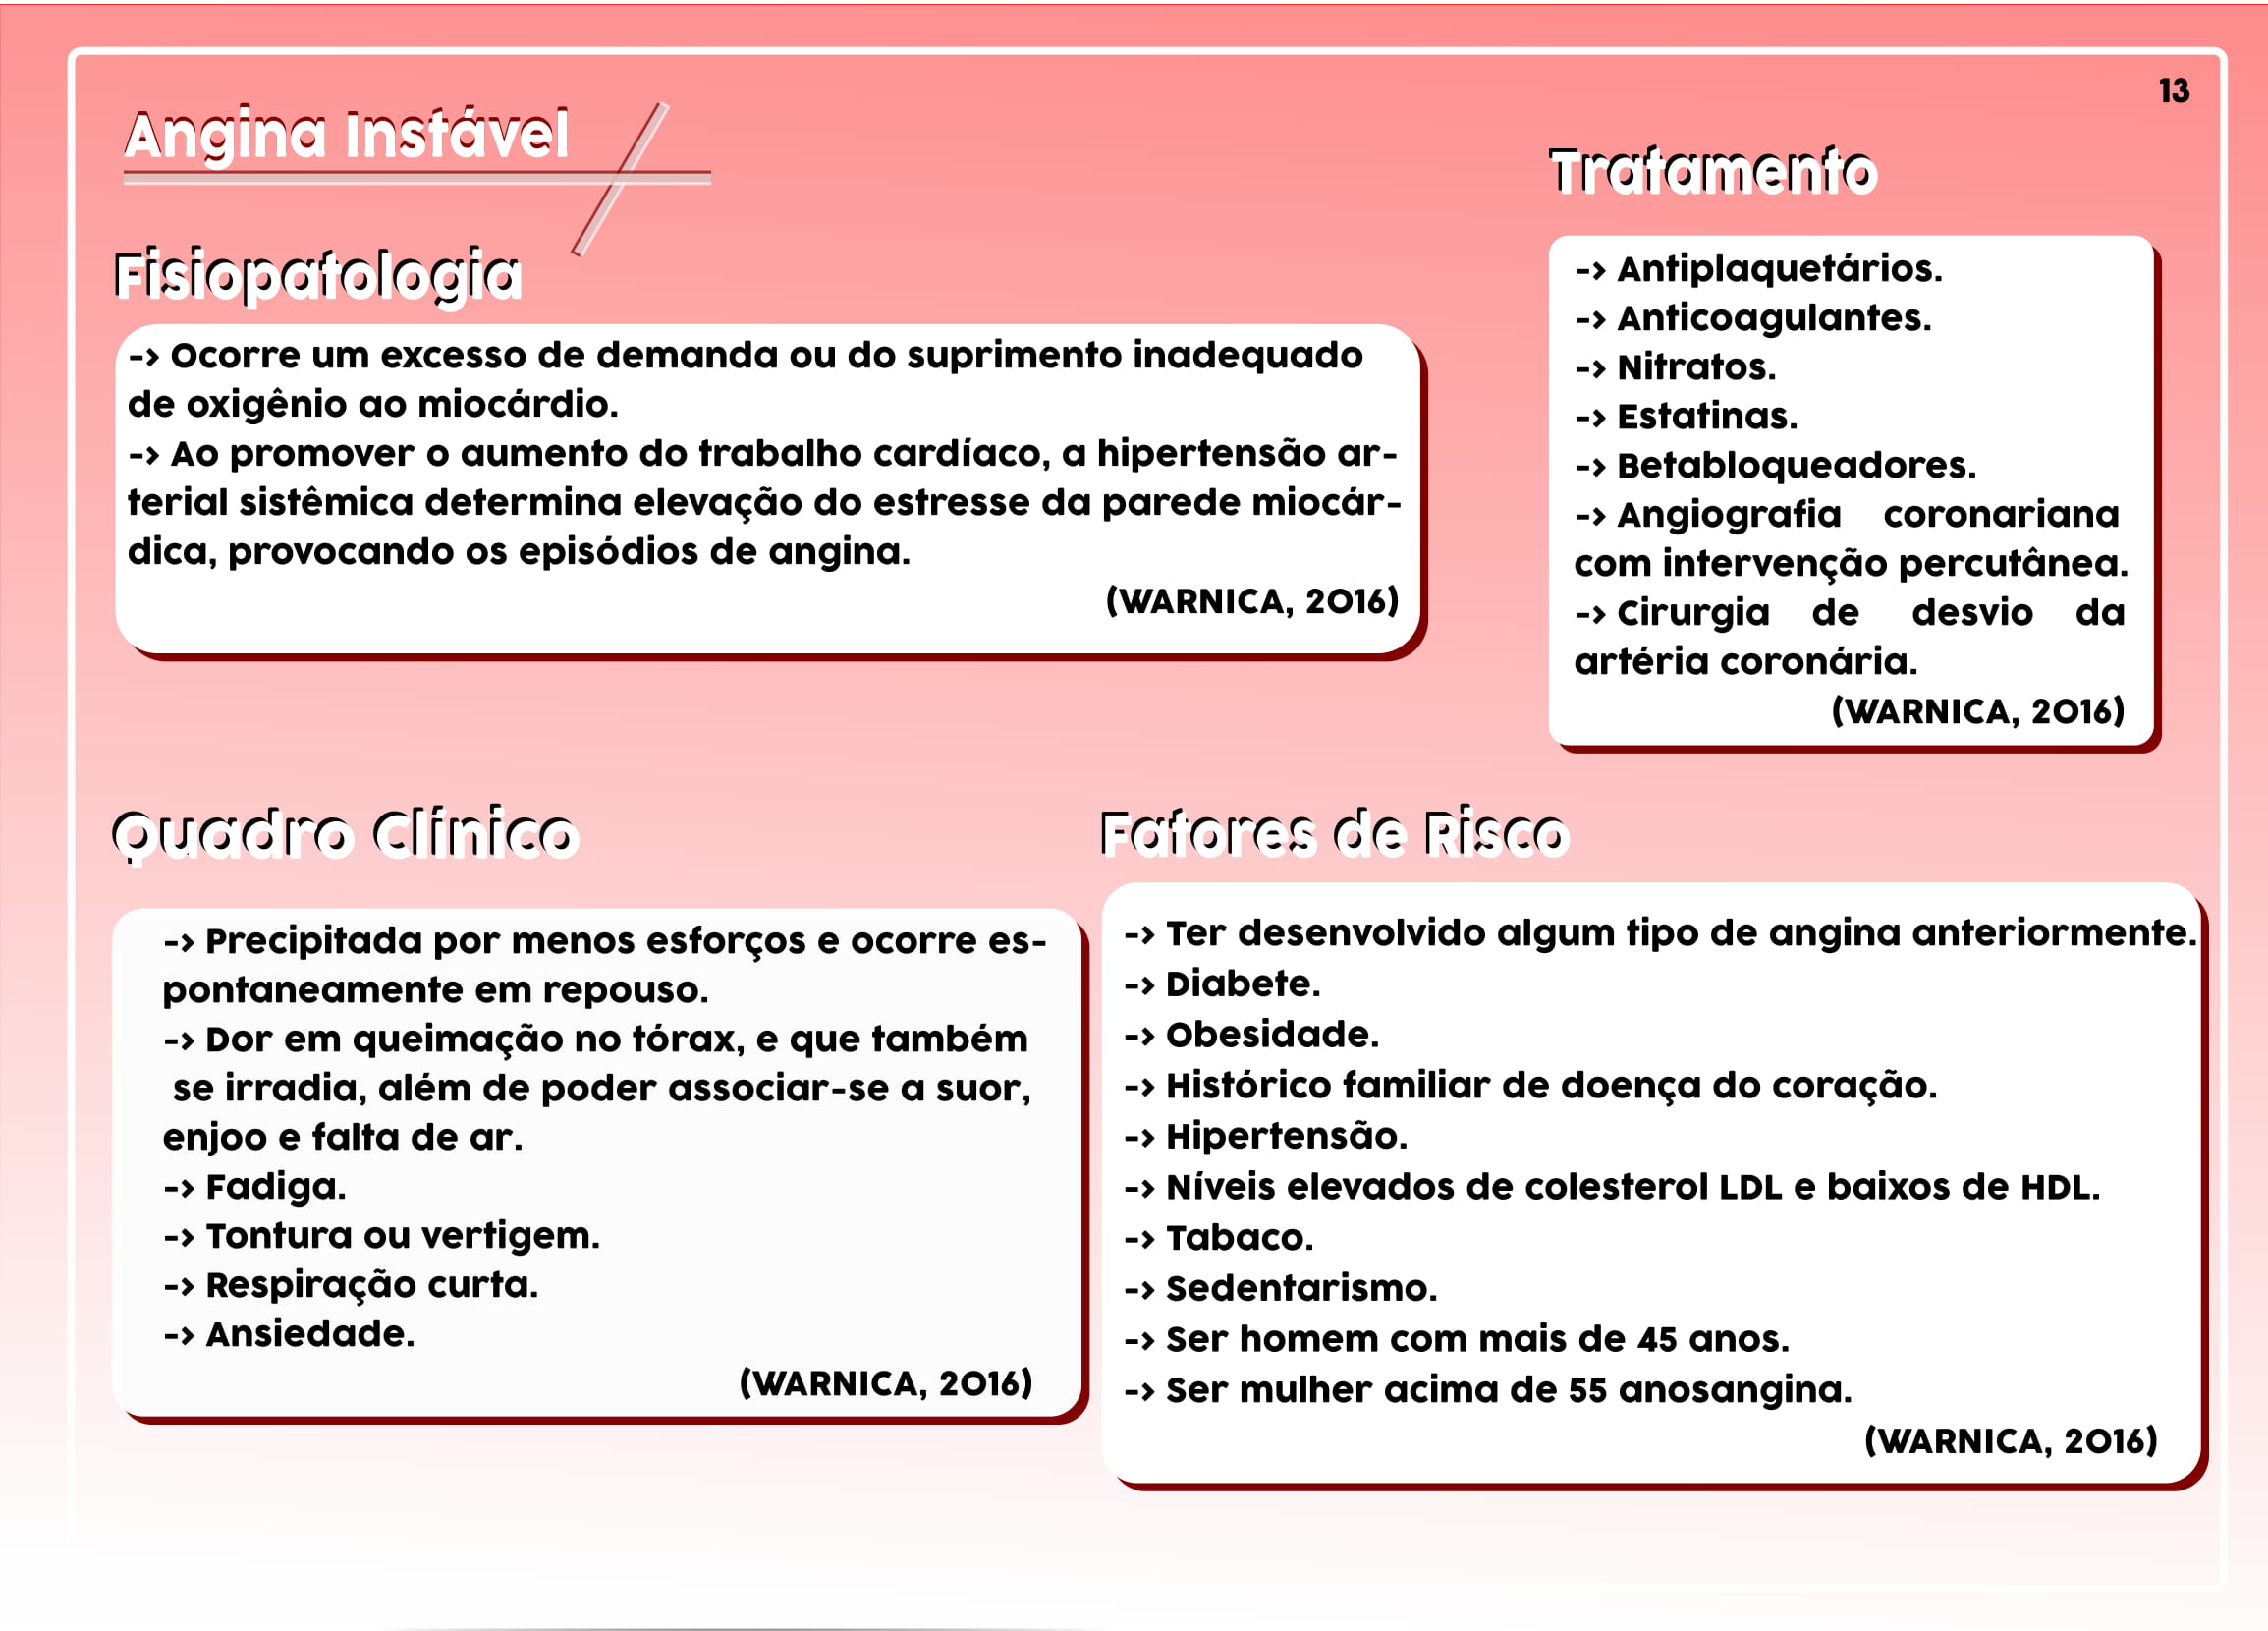 13
Angina Instável
Fisiopatologia
-> Ocorre um excesso de demanda ou do suprimento inadequado
de oxigênio ao miocárdio.
-> Ao promover o aumento do trabalho cardíaco, a hipertensão ar-
terial sistêmica determina elevação do estresse da parede miocár-
dica, provocando os episódios de angina.
(WARNICA, 2016)
Tratamento
-> Antiplaquetários.
-> Anticoagulantes.
-> Nitratos.
-> Estatinas.
-> Betabloqueadores.
-> Angiografia coronariana
com intervenção percutânea.
-> Cirurgia de desvio da
artéria coronária.
(WARNICA, 2016)
Quadro Clínico
-> Precipitada por menos esforços e ocorre es-
pontaneamente em repouso.
-> Dor em queimação no tórax, e que também
se irradia, além de poder associar-se a suor,
enjoo e falta de ar.
-> Fadiga.
-> Tontura ou vertigem.
-> Respiração curta.
-> Ansiedade.
(WARNICA, 2016)
Fatores de Risco
-> Ter desenvolvido algum tipo de angina anteriormente.
-> Diabete.
-> Obesidade.
-> Histórico familiar de doença do coração.
-> Hipertensão.
-> Níveis elevados de colesterol LDL e baixos de HDL.
-> Tabaco.
-> Sedentarismo.
-> Ser homem com mais de 45 anos.
-> Ser mulher acima de 55 anosangina.
(WARNICA, 2016)